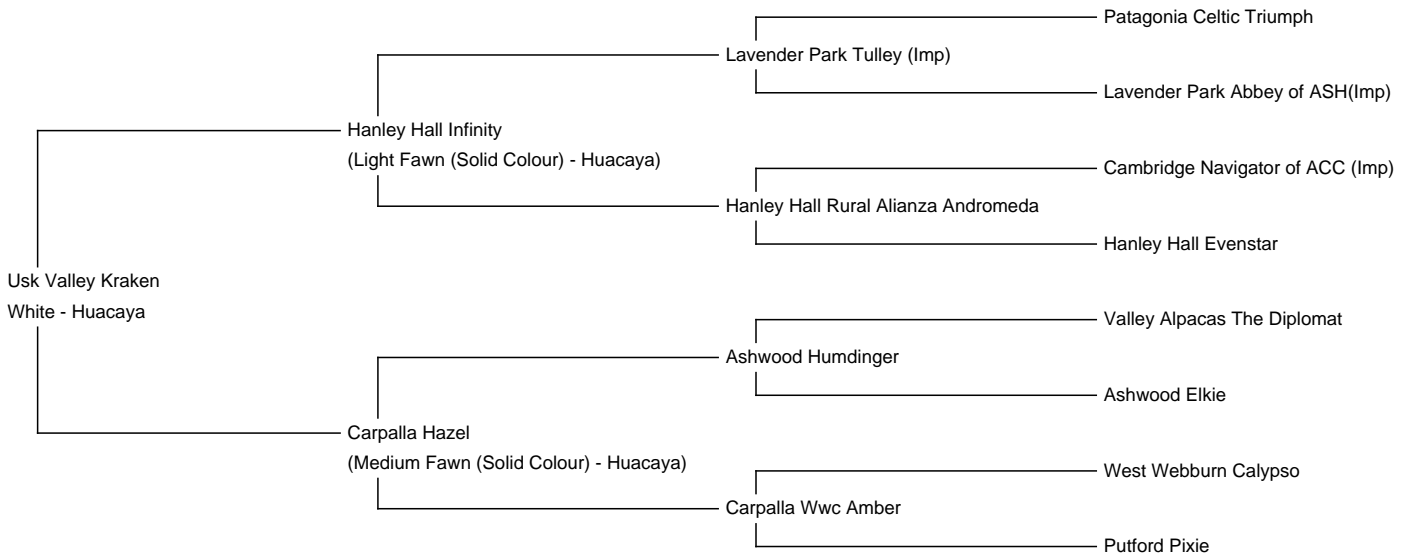 Patagonia Celtic Triumph
Lavender Park Tulley (Imp)
Lavender Park Abbey of ASH(Imp)
Hanley Hall Infinity
(Light Fawn (Solid Colour) - Huacaya)
Cambridge Navigator of ACC (Imp)
Hanley Hall Rural Alianza Andromeda
Hanley Hall Evenstar
Usk Valley Kraken
White - Huacaya
Valley Alpacas The Diplomat
Ashwood Humdinger
Ashwood Elkie
Carpalla Hazel
(Medium Fawn (Solid Colour) - Huacaya)
West Webburn Calypso
Carpalla Wwc Amber
Putford Pixie